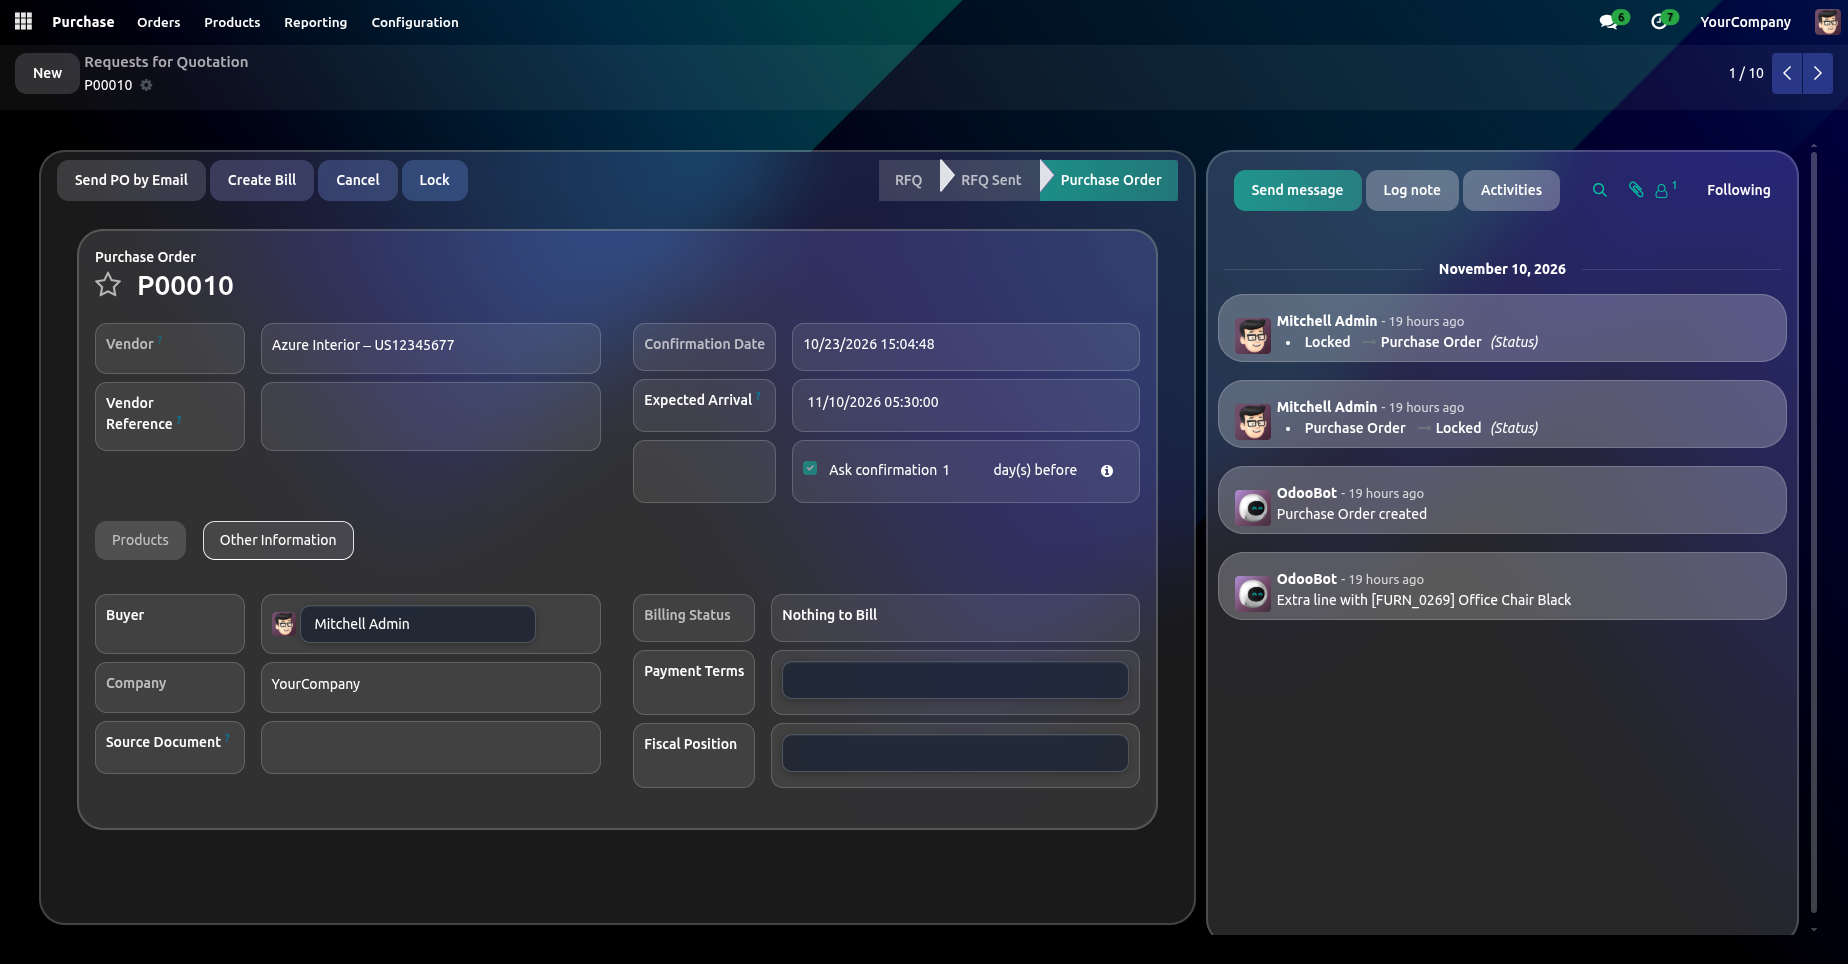 Purchase Orders Products Reporting Configuration
6 7 YourCompany
New
Requests for Quotation
P00010
1 / 10
Send PO by Email Create Bill Cancel Lock
RFQ RFQ Sent Purchase Order
Purchase Order
P00010
Vendor ?
Azure Interior – US12345677
Vendor
Reference ?
Confirmation Date
10/23/2026 15:04:48
Expected Arrival ?
11/10/2026 05:30:00
Ask confirmation 1 day(s) before
Products Other Information
Buyer
Mitchell Admin
Company
YourCompany
Source Document ?
Billing Status
Nothing to Bill
Payment Terms
Fiscal Position
Send message Log note Activities 1 Following
November 10, 2026
Mitchell Admin - 19 hours ago
• Locked → Purchase Order (Status)
Mitchell Admin - 19 hours ago
• Purchase Order → Locked (Status)
OdooBot - 19 hours ago
Purchase Order created
OdooBot - 19 hours ago
Extra line with [FURN_0269] Office Chair Black